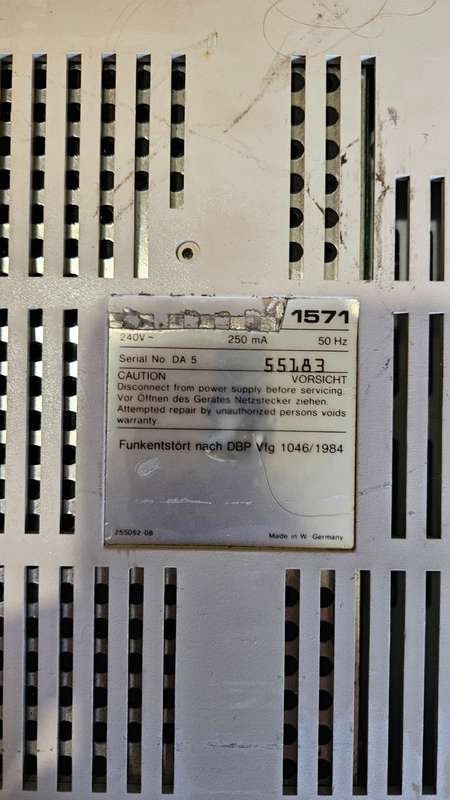 1571
240V~ 250 mA 50 Hz
Serial No. DA 5 55183
CAUTION VORSICHT
Disconnect from power supply before servicing.
Vor Öffnen des Gerätes Netzstecker ziehen.
Attempted repair by unauthorized persons voids
warranty
Funkentstört nach DBP Vfg 1046/1984
255092-08 Made in W. Germany